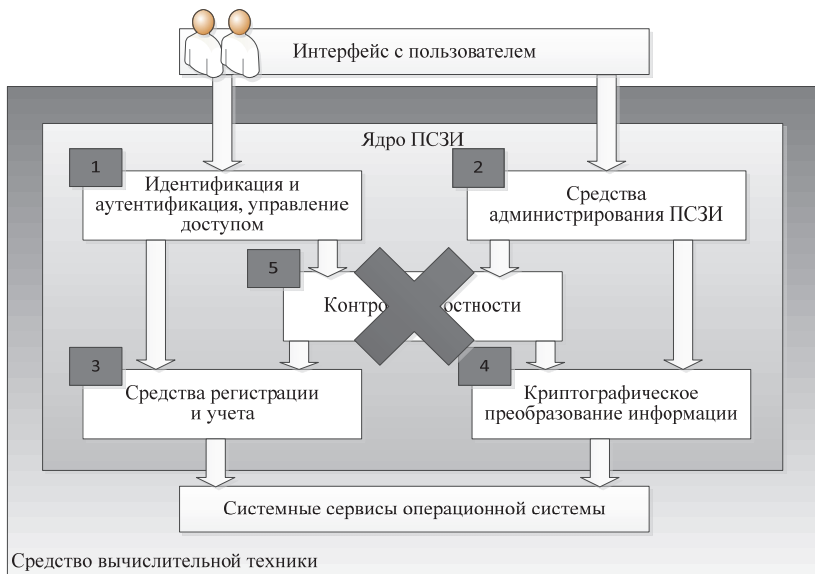 Интерфейс с пользователем
Ядро ПСЗИ
1
Идентификация и
аутентификация, управление
доступом
2
Средства
администрирования ПСЗИ
5
Контро остности
3
Средства регистрации
и учета
4
Криптографическое
преобразование информации
Системные сервисы операционной системы
Средство вычислительной техники